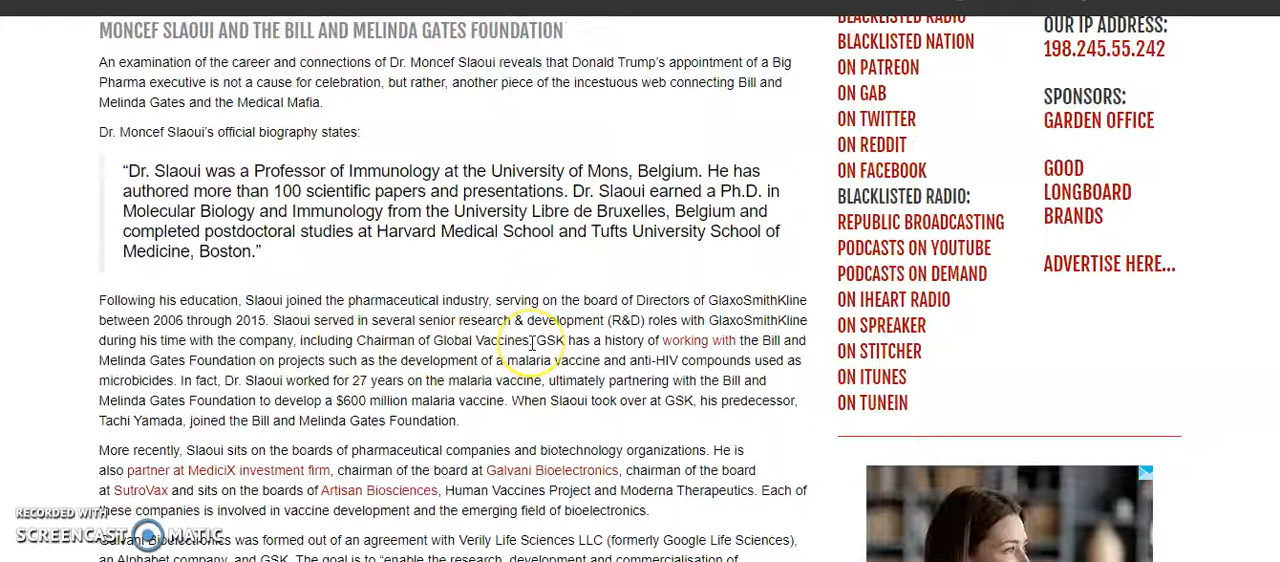 MONCEF SLAOUI AND THE BILL AND MELINDA GATES FOUNDATION
An examination of the career and connections of Dr. Moncef Slaoui reveals that Donald Trump's appointment of a Big
Pharma executive is not a cause for celebration, but rather, another piece of the incestuous web connecting Bill and
Melinda Gates and the Medical Mafia.
Dr. Moncef Slaoui's official biography states:
“Dr. Slaoui was a Professor of Immunology at the University of Mons, Belgium. He has
authored more than 100 scientific papers and presentations. Dr. Slaoui earned a Ph.D. in
Molecular Biology and Immunology from the University Libre de Bruxelles, Belgium and
completed postdoctoral studies at Harvard Medical School and Tufts University School of
Medicine, Boston.”
Following his education, Slaoui joined the pharmaceutical industry, serving on the board of Directors of GlaxoSmithKline
between 2006 through 2015. Slaoui served in several senior research & development (R&D) roles with GlaxoSmithKline
during his time with the company, including Chairman of Global Vaccines. GSK has a history of working with the Bill and
Melinda Gates Foundation on projects such as the development of a malaria vaccine and anti-HIV compounds used as
microbicides. In fact, Dr. Slaoui worked for 27 years on the malaria vaccine, ultimately partnering with the Bill and
Melinda Gates Foundation to develop a $600 million malaria vaccine. When Slaoui took over at GSK, his predecessor,
Tachi Yamada, joined the Bill and Melinda Gates Foundation.
More recently, Slaoui sits on the boards of pharmaceutical companies and biotechnology organizations. He is
also partner at MediciX investment firm, chairman of the board at Galvani Bioelectronics, chairman of the board
at SutroVax and sits on the boards of Artisan Biosciences, Human Vaccines Project and Moderna Therapeutics. Each of
these companies is involved in vaccine development and the emerging field of bioelectronics.
Galvani Bioelectronics was formed out of an agreement with Verily Life Sciences LLC (formerly Google Life Sciences),
an Alphabet company, and GSK. The goal is to “enable the research, development and commercialisation of
BLACKLISTED RADIO
BLACKLISTED NATION
ON PATREON
ON GAB
ON TWITTER
ON REDDIT
ON FACEBOOK
BLACKLISTED RADIO:
REPUBLIC BROADCASTING
PODCASTS ON YOUTUBE
PODCASTS ON DEMAND
ON IHEART RADIO
ON SPREAKER
ON STITCHER
ON ITUNES
ON TUNEIN
OUR IP ADDRESS:
198.245.55.242
SPONSORS:
GARDEN OFFICE
GOOD
LONGBOARD
BRANDS
ADVERTISE HERE...
RECORDED WITH
SCREENCAST MATIC